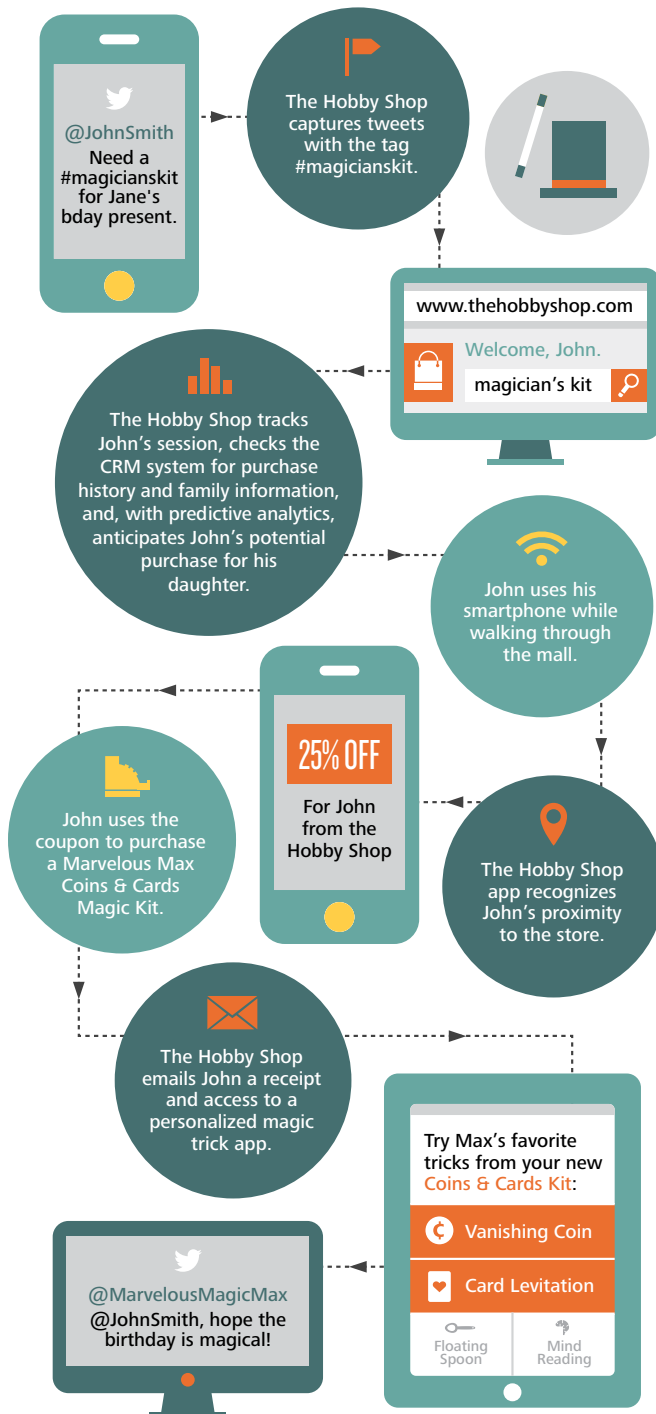 @JohnSmith
Need a
#magicianskit
for Jane's
bday present.
The Hobby Shop
captures tweets
with the tag
#magicianskit.
www.thehobbyshop.com
Welcome, John.
magician’s kit
The Hobby Shop tracks
John’s session, checks the
CRM system for purchase
history and family information,
and, with predictive analytics,
anticipates John’s potential
purchase for his
daughter.
John uses his
smartphone while
walking through
the mall.
The Hobby Shop
app recognizes
John’s proximity
to the store.
25% OFF
For John
from the
Hobby Shop
John uses the
coupon to purchase
a Marvelous Max
Coins & Cards
Magic Kit.
The Hobby Shop
emails John a receipt
and access to a
personalized magic
trick app.
Try Max’s favorite
tricks from your new
Coins & Cards Kit:
¢ Vanishing Coin
Card Levitation
Floating
Spoon
Mind
Reading
@MarvelousMagicMax
@JohnSmith, hope the
birthday is magical!